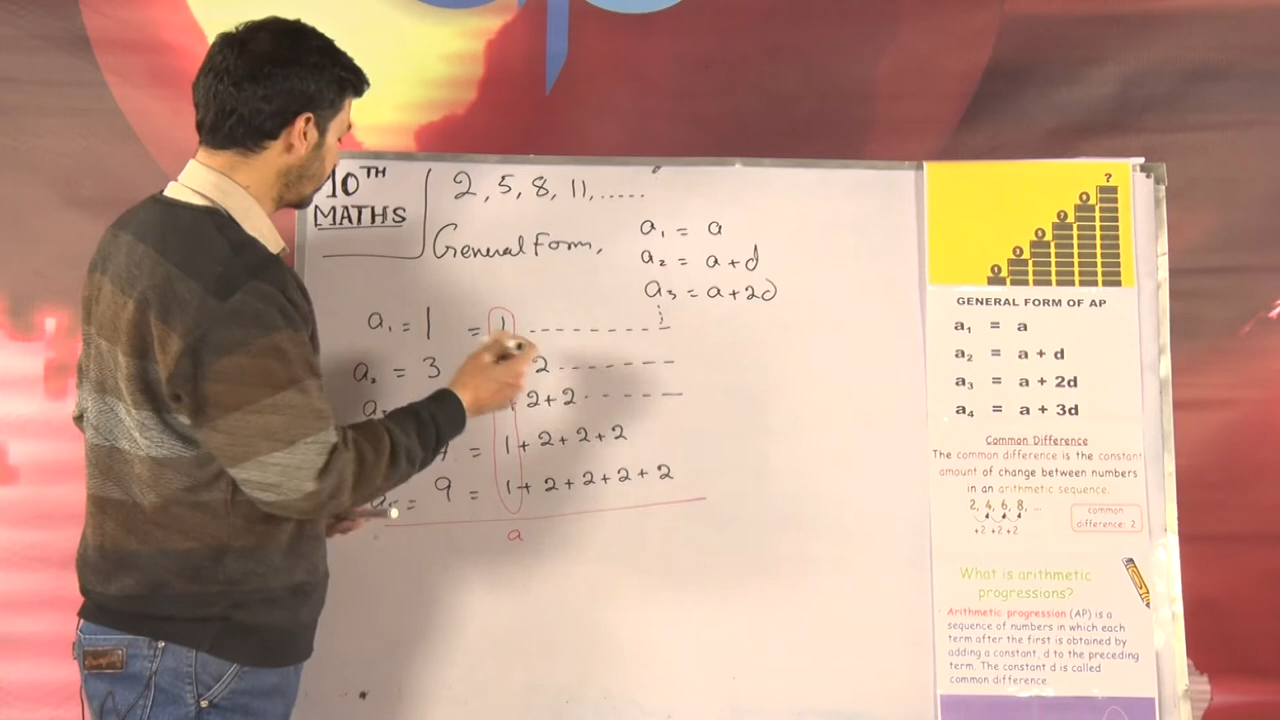 10TH
MATHS
2, 5, 8, 11, .....
General Form,
a₁ = a
a₂ = a+d
a₃ = a+2d
a₁ = 1 = 1 ---------
a₂ = 3 2 -------
2+2 -----
= 1+2+2+2
9 = 1+2+2+2+2
a
1
3
5
7
9
?
GENERAL FORM OF AP
a₁ = a
a₂ = a + d
a₃ = a + 2d
a₄ = a + 3d
Common Difference
The common difference is the constant
amount of change between numbers
in an arithmetic sequence.
2, 4, 6, 8, ...
+2 +2 +2
common
difference: 2
What is arithmetic
progressions?
Arithmetic progression (AP) is a
sequence of numbers in which each
term after the first is obtained by
adding a constant, d to the preceding
term. The constant d is called
common difference.